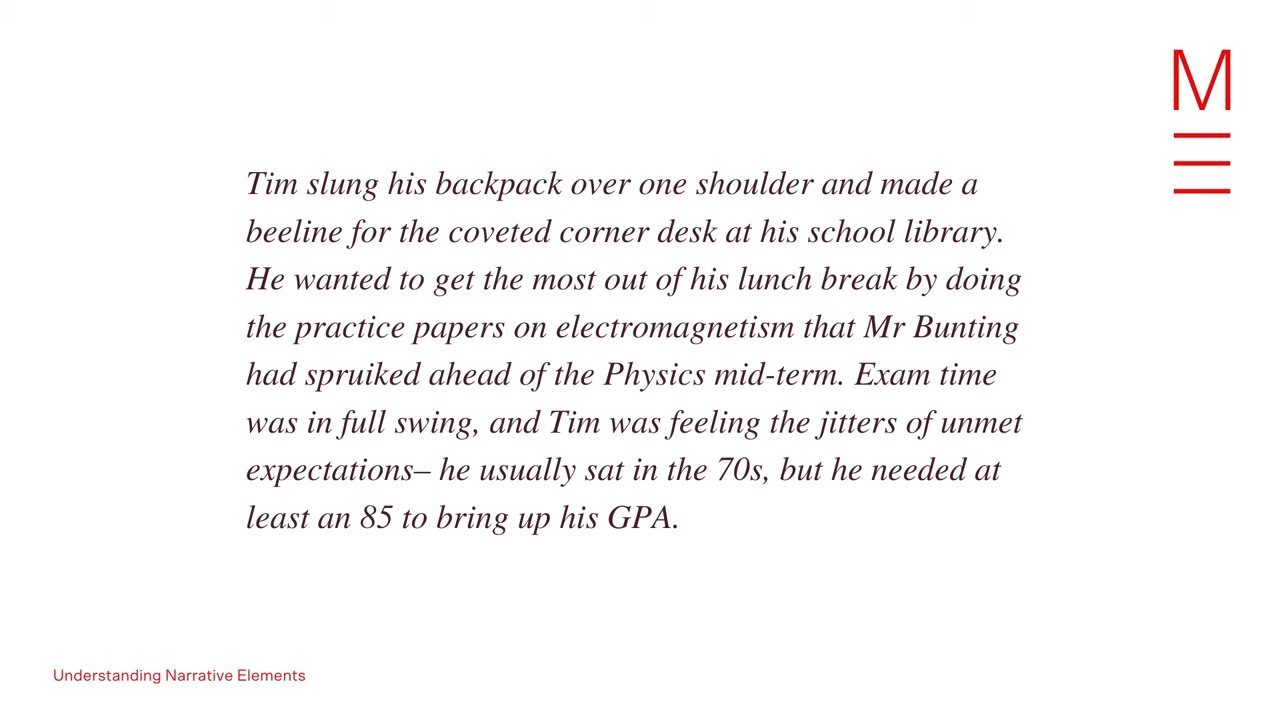 M
Tim slung his backpack over one shoulder and made a
beeline for the coveted corner desk at his school library.
He wanted to get the most out of his lunch break by doing
the practice papers on electromagnetism that Mr Bunting
had spruiked ahead of the Physics mid-term. Exam time
was in full swing, and Tim was feeling the jitters of unmet
expectations– he usually sat in the 70s, but he needed at
least an 85 to bring up his GPA.
Understanding Narrative Elements